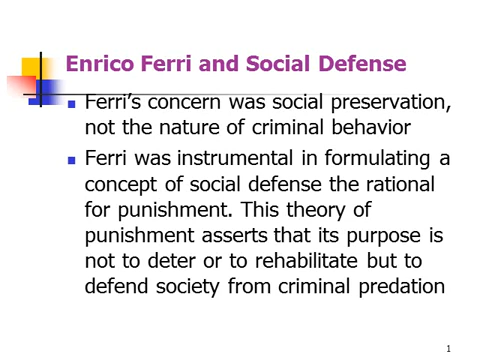 Enrico Ferri and Social Defense
Ferri’s concern was social preservation,
not the nature of criminal behavior
Ferri was instrumental in formulating a
concept of social defense the rational
for punishment. This theory of
punishment asserts that its purpose is
not to deter or to rehabilitate but to
defend society from criminal predation
1